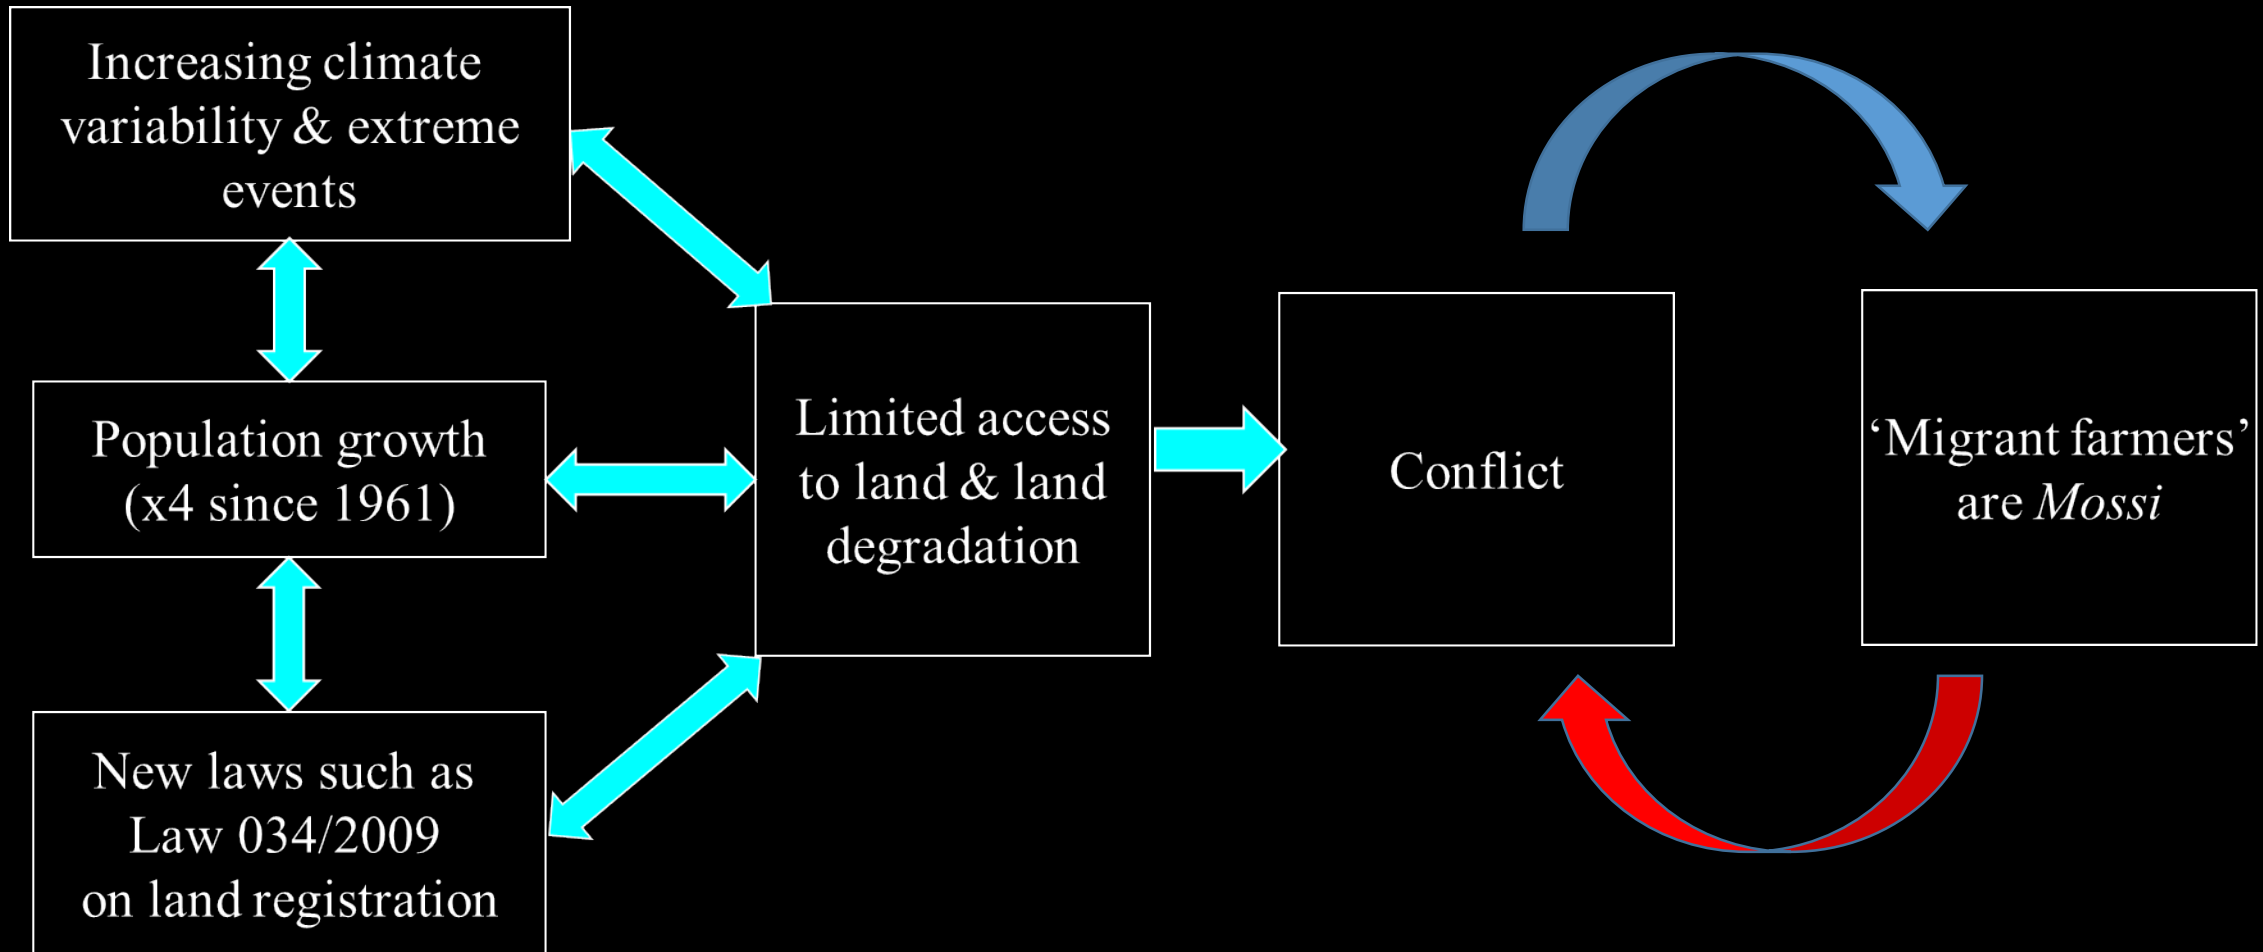 Increasing climate
variability & extreme
events
Population growth
(x4 since 1961)
New laws such as
Law 034/2009
on land registration
Limited access
to land & land
degradation
Conflict
‘Migrant farmers’
are Mossi